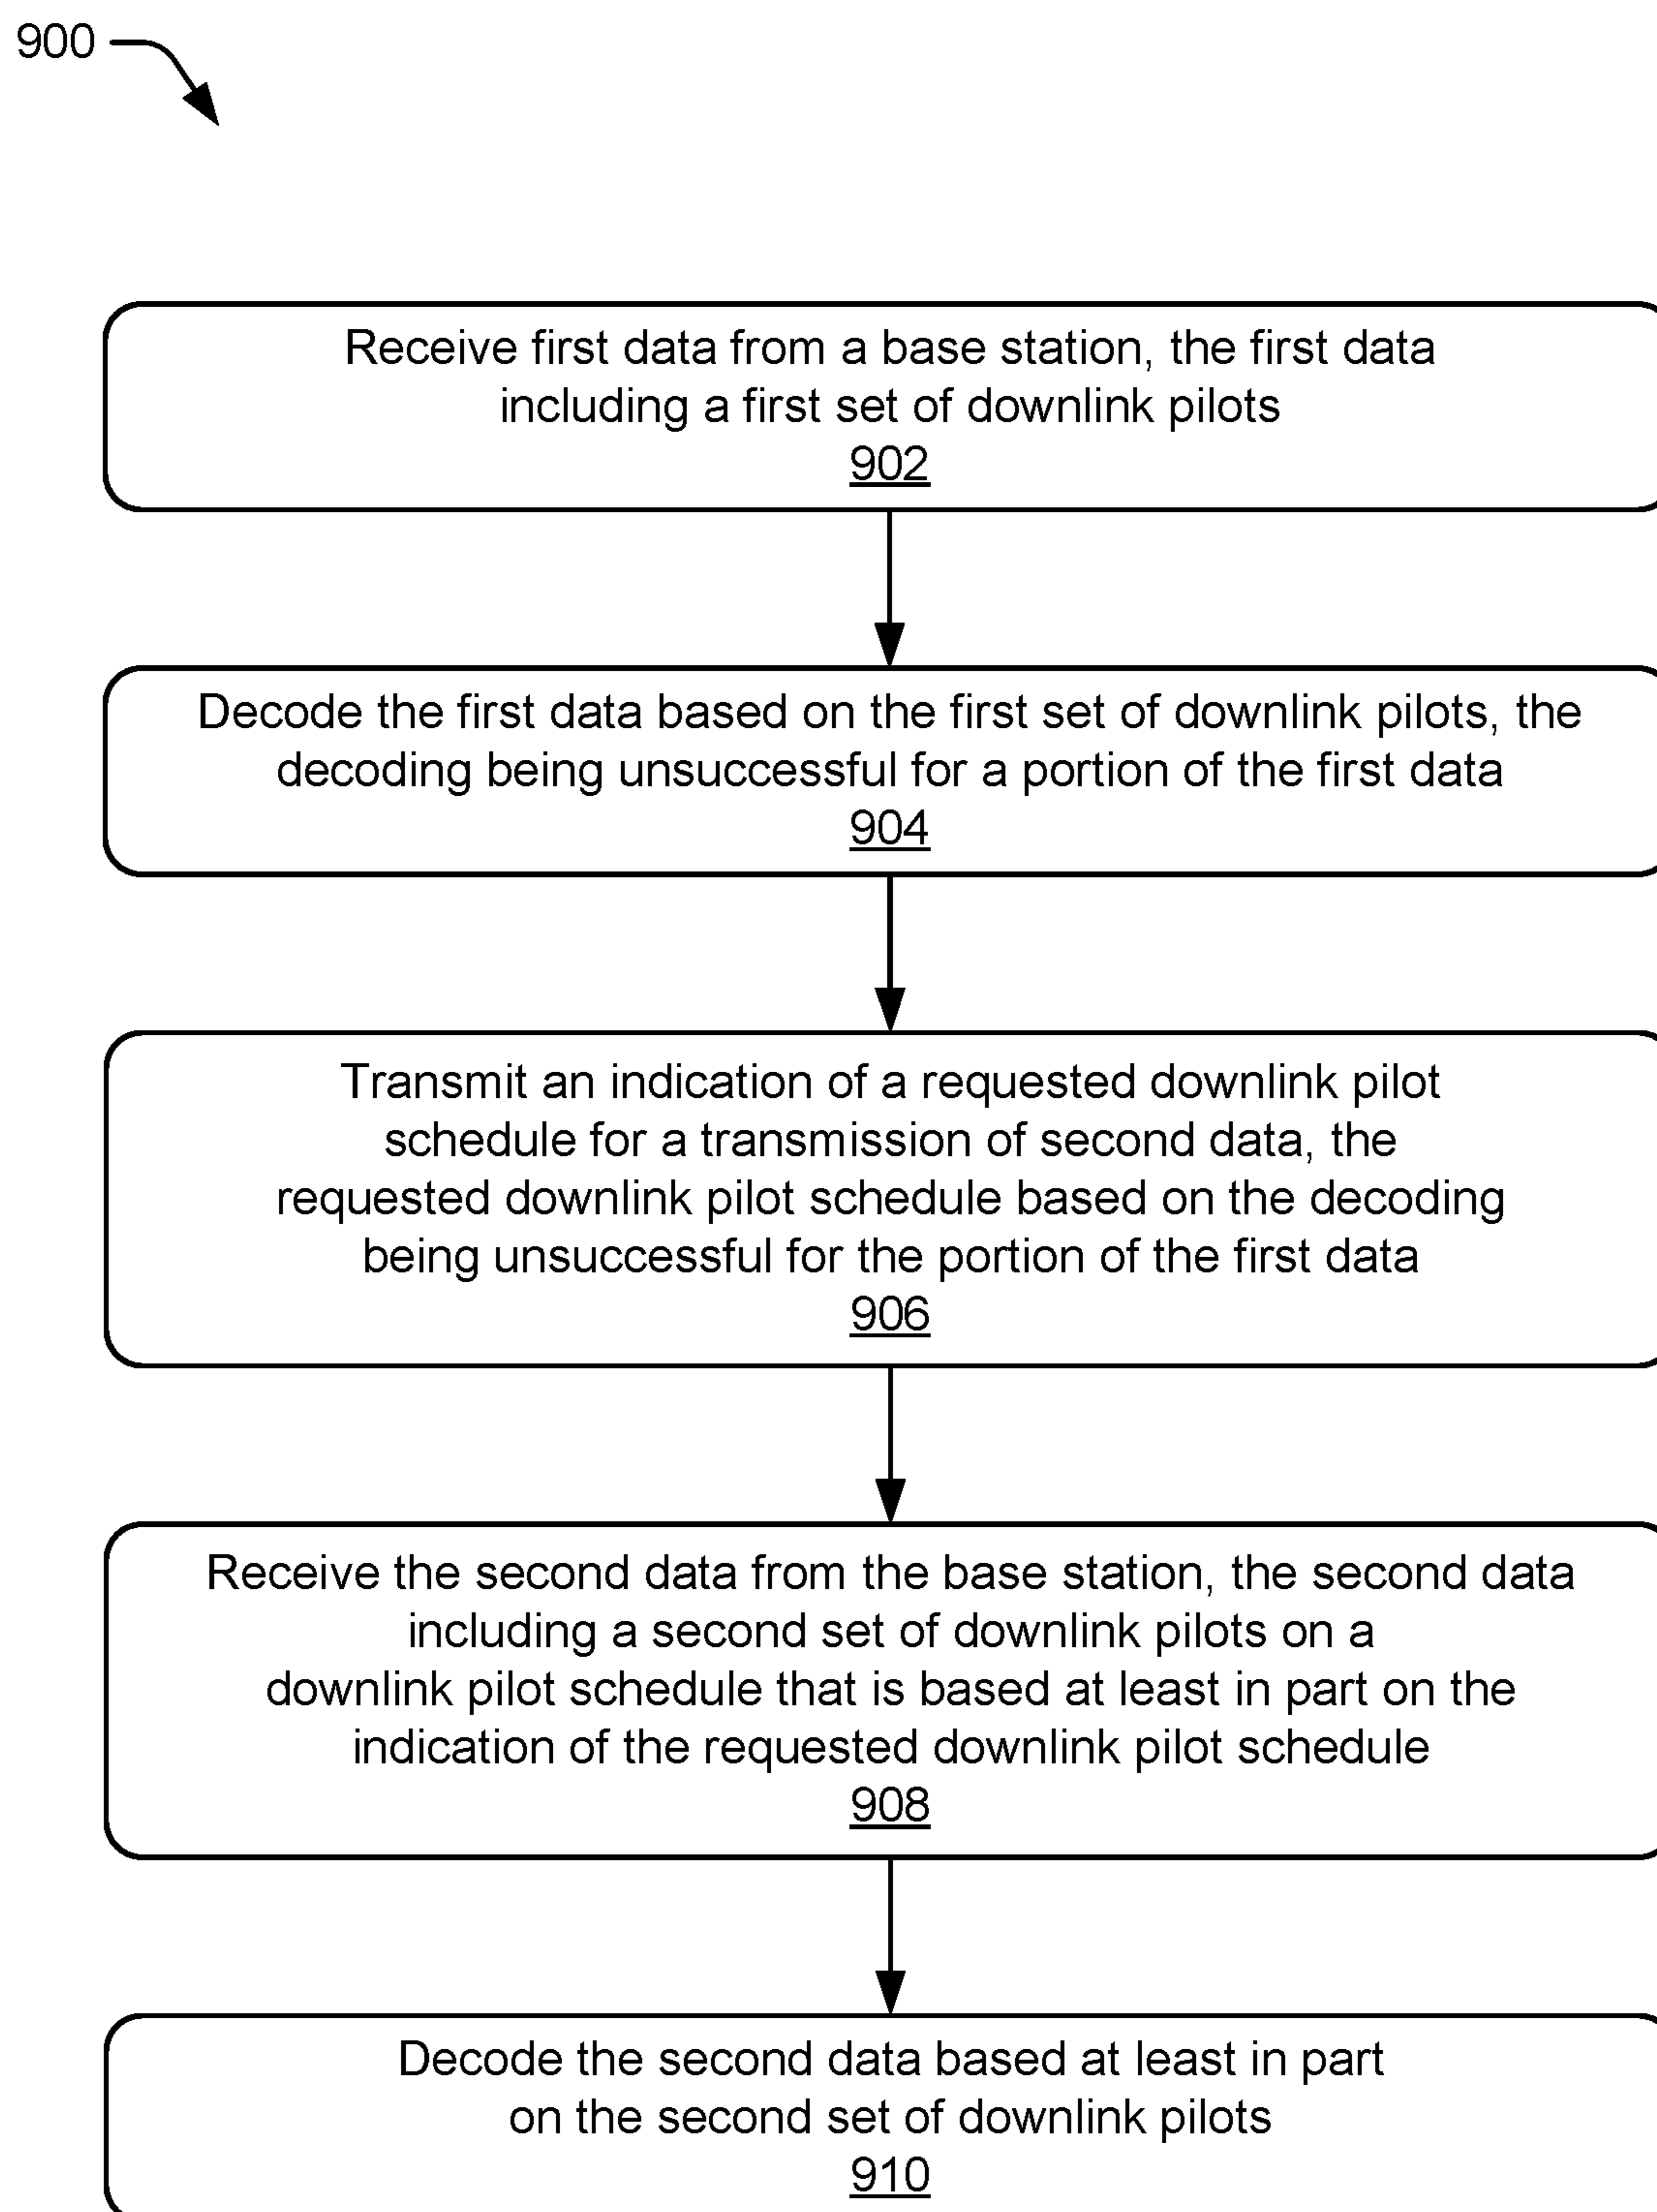 900
Receive first data from a base station, the first data
including a first set of downlink pilots
902
Decode the first data based on the first set of downlink pilots, the
decoding being unsuccessful for a portion of the first data
904
Transmit an indication of a requested downlink pilot
schedule for a transmission of second data, the
requested downlink pilot schedule based on the decoding
being unsuccessful for the portion of the first data
906
Receive the second data from the base station, the second data
including a second set of downlink pilots on a
downlink pilot schedule that is based at least in part on the
indication of the requested downlink pilot schedule
908
Decode the second data based at least in part
on the second set of downlink pilots
910